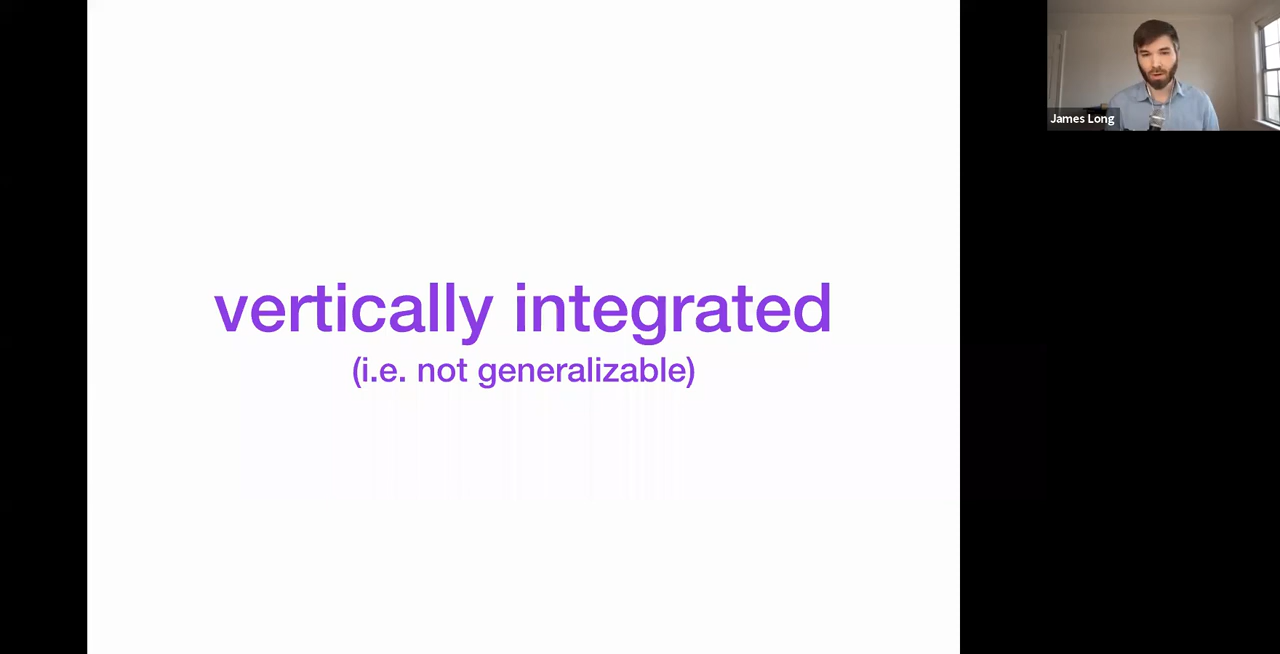 vertically integrated
(i.e. not generalizable)
James Long